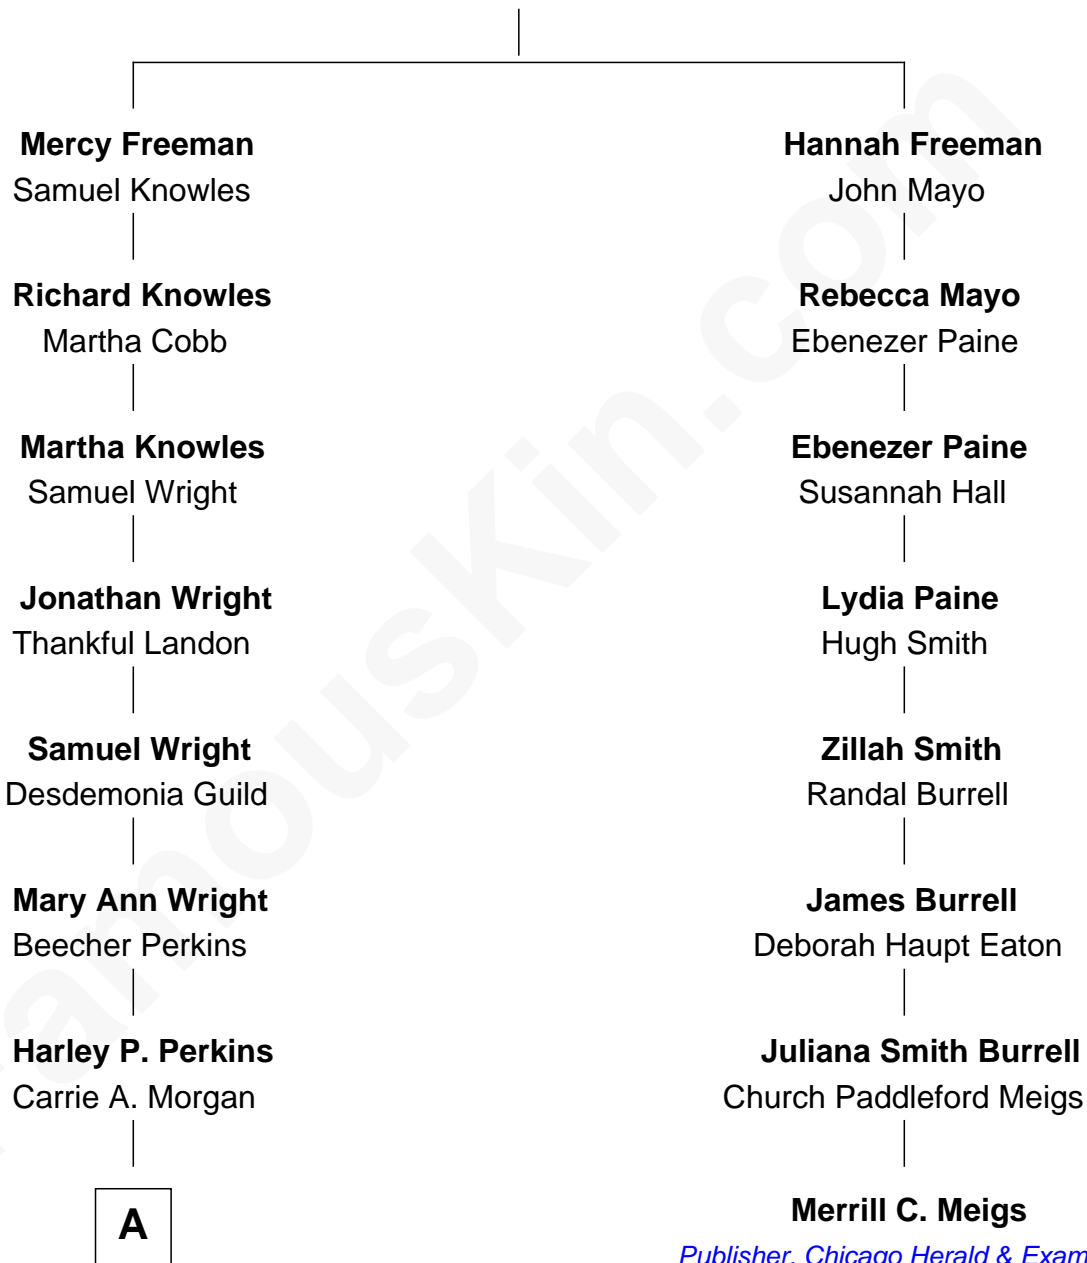 Mercy Freeman
Samuel Knowles
Hannah Freeman
John Mayo
Richard Knowles
Martha Cobb
Rebecca Mayo
Ebenezer Paine
Martha Knowles
Samuel Wright
Ebenezer Paine
Susannah Hall
Jonathan Wright
Thankful Landon
Lydia Paine
Hugh Smith
Samuel Wright
Desdemonia Guild
Zillah Smith
Randal Burrell
Mary Ann Wright
Beecher Perkins
James Burrell
Deborah Haupt Eaton
Harley P. Perkins
Carrie A. Morgan
Juliana Smith Burrell
Church Paddleford Meigs
A
Merrill C. Meigs
Publisher, Chicago Herald & Exam
FamousKin.com